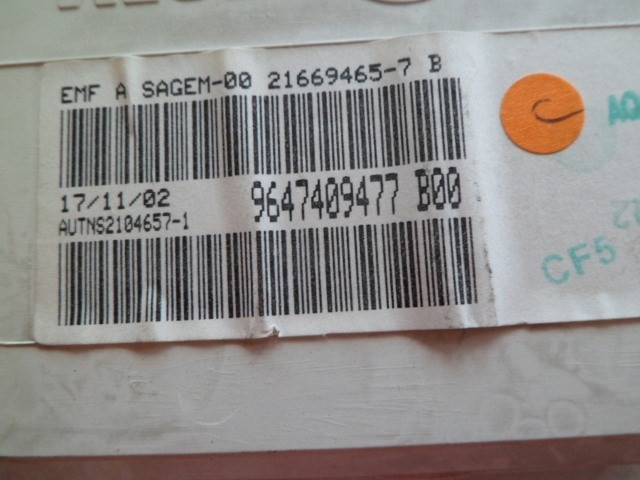 EMF A SAGEM-00 21669465-7 B
17/11/02 9647409477 B00
AUTNS2104657-1
CF5